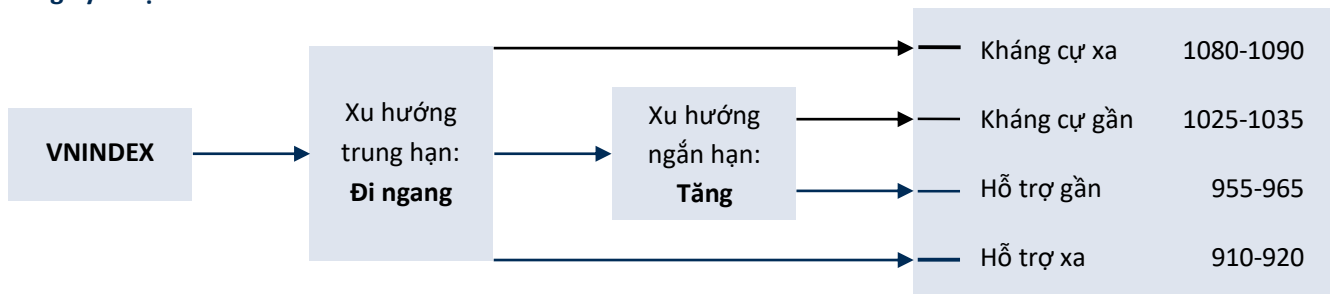 VNINDEX
Xu hướng
trung hạn:
Đi ngang
Xu hướng
ngắn hạn:
Tăng
Kháng cự xa 1080-1090
Kháng cự gần 1025-1035
Hỗ trợ gần 955-965
Hỗ trợ xa 910-920